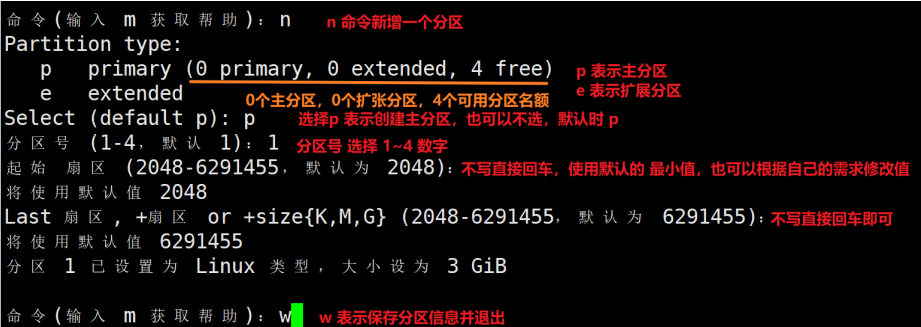 命令(输入 m 获取帮助)：n n 命令新增一个分区
Partition type:
p primary (0 primary, 0 extended, 4 free) p 表示主分区
e extended 0个主分区，0个扩张分区，4个可用分区名额 e 表示扩展分区
Select (default p): p 选择p 表示创建主分区，也可以不选，默认时 p
分区号 (1-4，默认 1)：1 分区号 选择 1~4 数字
起始 扇区 (2048-6291455，默认为 2048)：不写直接回车，使用默认的 最小值，也可以根据自己的需求修改值
将使用默认值 2048
Last 扇区, +扇区 or +size{K,M,G} (2048-6291455，默认为 6291455)：不写直接回车即可
将使用默认值 6291455
分区 1 已设置为 Linux 类型，大小设为 3 GiB
命令(输入 m 获取帮助)：w w 表示保存分区信息并退出